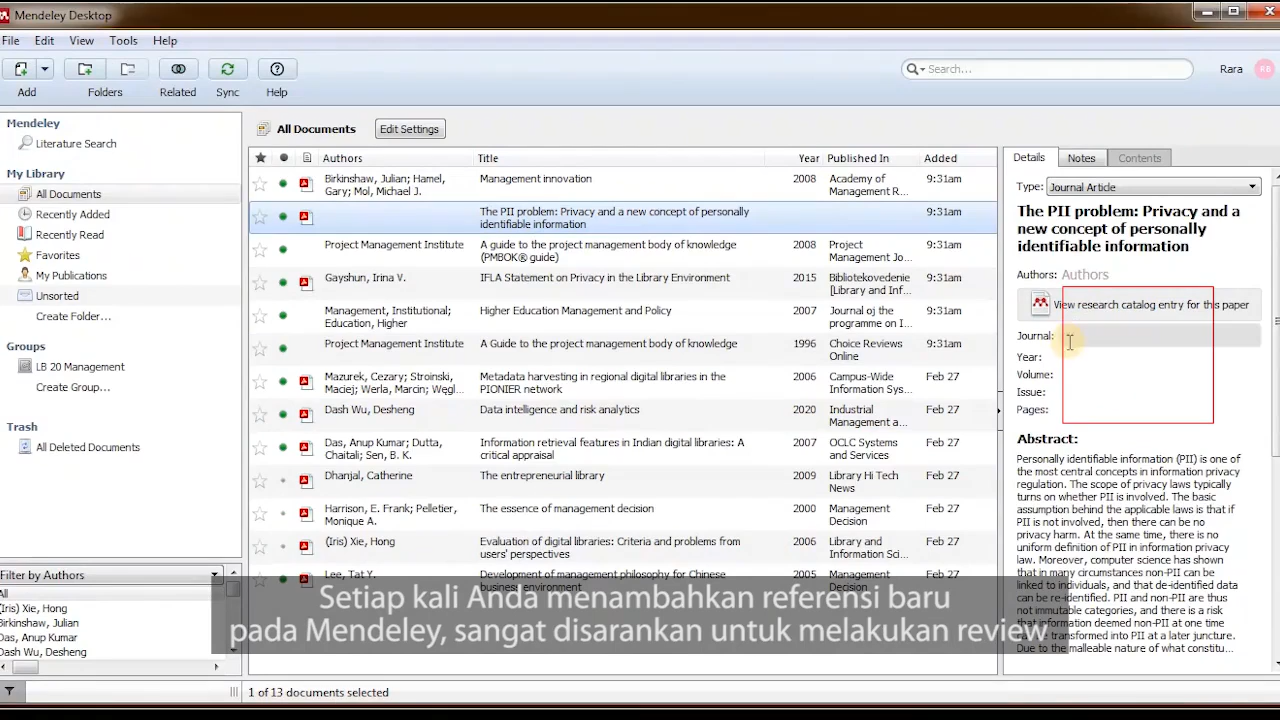 Mendeley Desktop
File Edit View Tools Help
Search...
Rara
RB
Add Folders Related Sync Help
Mendeley
Literature Search
My Library
All Documents
Recently Added
Recently Read
Favorites
My Publications
Unsorted
Create Folder...
Groups
LB 20 Management
Create Group...
Trash
All Deleted Documents
Filter by Authors
All
(Iris) Xie, Hong
Birkinshaw, Julian
Das, Anup Kumar
Dash Wu, Desheng
All Documents Edit Settings
Authors Title Year Published In Added
Birkinshaw, Julian; Hamel, Management innovation 2008 Academy of 9:31am
Gary; Mol, Michael J. Management R...
The PII problem: Privacy and a new concept of personally 9:31am
identifiable information
Project Management Institute A guide to the project management body of knowledge 2008 Project 9:31am
(PMBOK® guide) Management Jo...
Gayshun, Irina V. IFLA Statement on Privacy in the Library Environment 2015 Bibliotekovedenie 9:31am
[Library and Inf...
Management, Institutional; Higher Education Management and Policy 2007 Journal oj the 9:31am
Education, Higher programme on I...
Project Management Institute A Guide to the project management body of knowledge 1996 Choice Reviews 9:31am
Online
Mazurek, Cezary; Stroinski, Metadata harvesting in regional digital libraries in the 2006 Campus-Wide Feb 27
Maciej; Werla, Marcin; Węgl... PIONIER network Information Sys...
Dash Wu, Desheng Data intelligence and risk analytics 2020 Industrial Feb 27
Management a...
Das, Anup Kumar; Dutta, Information retrieval features in Indian digital libraries: A 2007 OCLC Systems Feb 27
Chaitali; Sen, B. K. critical appraisal and Services
Dhanjal, Catherine The entrepreneurial library 2009 Library Hi Tech Feb 27
News
Harrison, E. Frank; Pelletier, The essence of management decision 2000 Management Feb 27
Monique A. Decision
(Iris) Xie, Hong Evaluation of digital libraries: Criteria and problems from 2006 Library and Feb 27
users' perspectives Information Sci...
Lee, Tat Y. Development of management philosophy for Chinese 2005 Management Feb 27
business environment Decision
1 of 13 documents selected
Details Notes Contents
Type: Journal Article
The PII problem: Privacy and a
new concept of personally
identifiable information
Authors: Authors
View research catalog entry for this paper
Journal:
Year:
Volume:
Issue:
Pages:
Abstract:
Personally identifiable information (PII) is one of
the most central concepts in information privacy
regulation. The scope of privacy laws typically
turns on whether PII is involved. The basic
assumption behind the applicable laws is that if
PII is not involved, then there can be no
privacy harm. At the same time, there is no
uniform definition of PII in information privacy
law. Moreover, computer science has shown
that in many circumstances non-PII can be
linked to individuals, and that de-identified data
can be re-identified. PII and non-PII are thus
not immutable categories, and there is a risk
that information deemed non-PII at one time
can be transformed into PII at a later juncture.
Due to the malleable nature of what constitu...
Setiap kali Anda menambahkan referensi baru
pada Mendeley, sangat disarankan untuk melakukan review